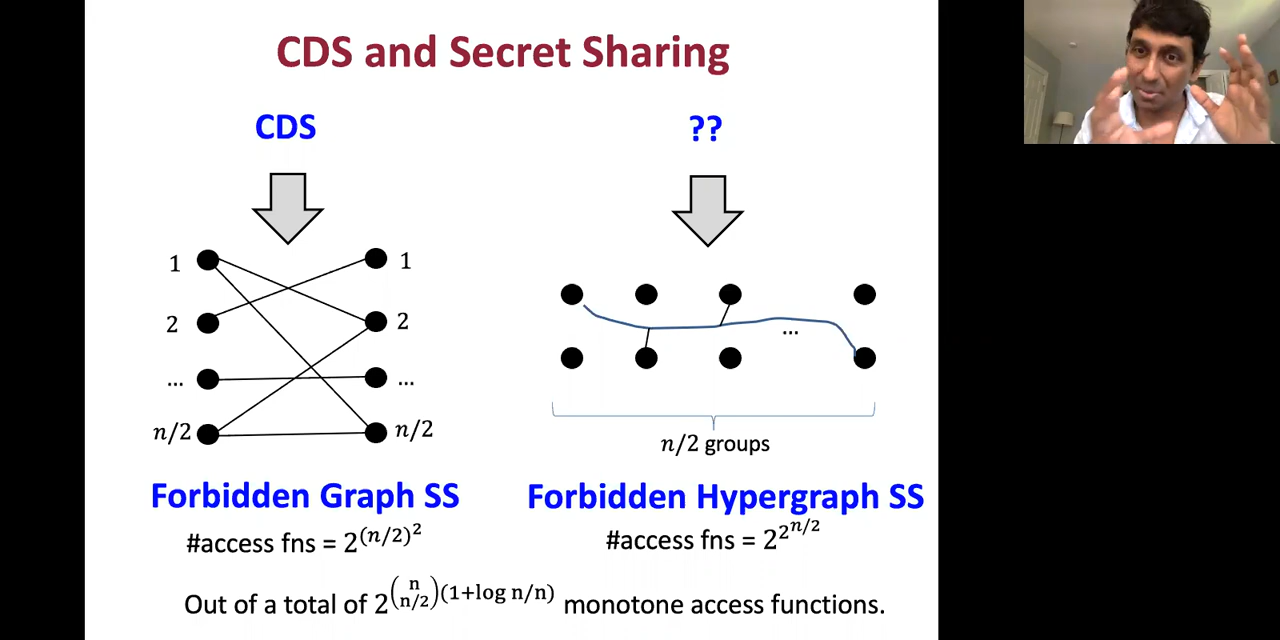 CDS and Secret Sharing
CDS
??
1
1
2
2
...
...
n/2
n/2
...
n/2 groups
Forbidden Graph SS
Forbidden Hypergraph SS
#access fns = 2^{(n/2)^2}
#access fns = 2^{2^{n/2}}
Out of a total of 2^{\binom{n}{n/2}(1+log n/n)} monotone access functions.